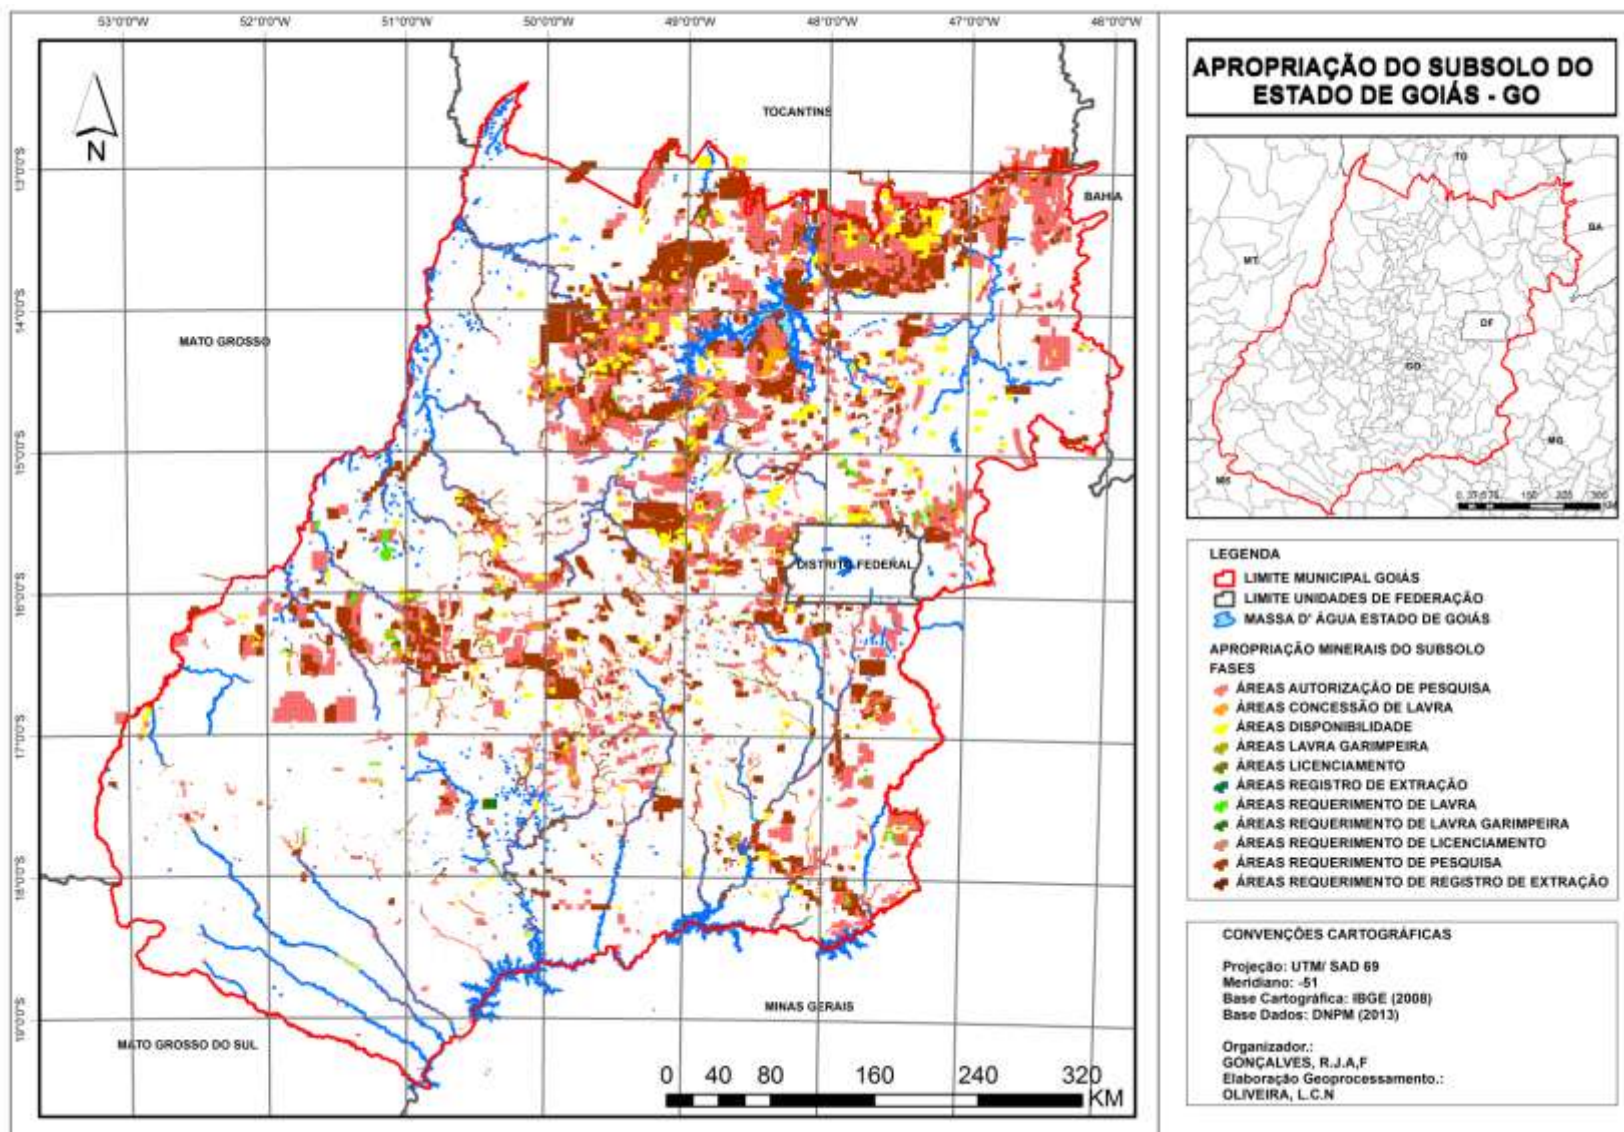 53°0'0"W
52°0'0"W
51°0'0"W
50°0'0"W
49°0'0"W
48°0'0"W
47°0'0"W
46°0'0"W
N
TOCANTINS
BAHIA
MATO GROSSO
DISTRITO FEDERAL
MINAS GERAIS
MATO GROSSO DO SUL
13°0'0"S
14°0'0"S
15°0'0"S
16°0'0"S
17°0'0"S
18°0'0"S
19°0'0"S
0 40 80 160 240 320
KM
APROPRIAÇÃO DO SUBSOLO DO
ESTADO DE GOIÁS - GO
TO
BA
MT
DF
GO
MG
MS
LEGENDA
LIMITE MUNICIPAL GOIÁS
LIMITE UNIDADES DE FEDERAÇÃO
MASSA D' ÁGUA ESTADO DE GOIÁS
APROPRIAÇÃO MINERAIS DO SUBSOLO
FASES
ÁREAS AUTORIZAÇÃO DE PESQUISA
ÁREAS CONCESSÃO DE LAVRA
ÁREAS DISPONIBILIDADE
ÁREAS LAVRA GARIMPEIRA
ÁREAS LICENCIAMENTO
ÁREAS REGISTRO DE EXTRAÇÃO
ÁREAS REQUERIMENTO DE LAVRA
ÁREAS REQUERIMENTO DE LAVRA GARIMPEIRA
ÁREAS REQUERIMENTO DE LICENCIAMENTO
ÁREAS REQUERIMENTO DE PESQUISA
ÁREAS REQUERIMENTO DE REGISTRO DE EXTRAÇÃO
CONVENÇÕES CARTOGRÁFICAS
Projeção: UTM/ SAD 69
Meridiano: -51
Base Cartográfica: IBGE (2008)
Base Dados: DNPM (2013)
Organizador.:
GONÇALVES, R.J.A,F
Elaboração Geoprocessamento.:
OLIVEIRA, L.C.N